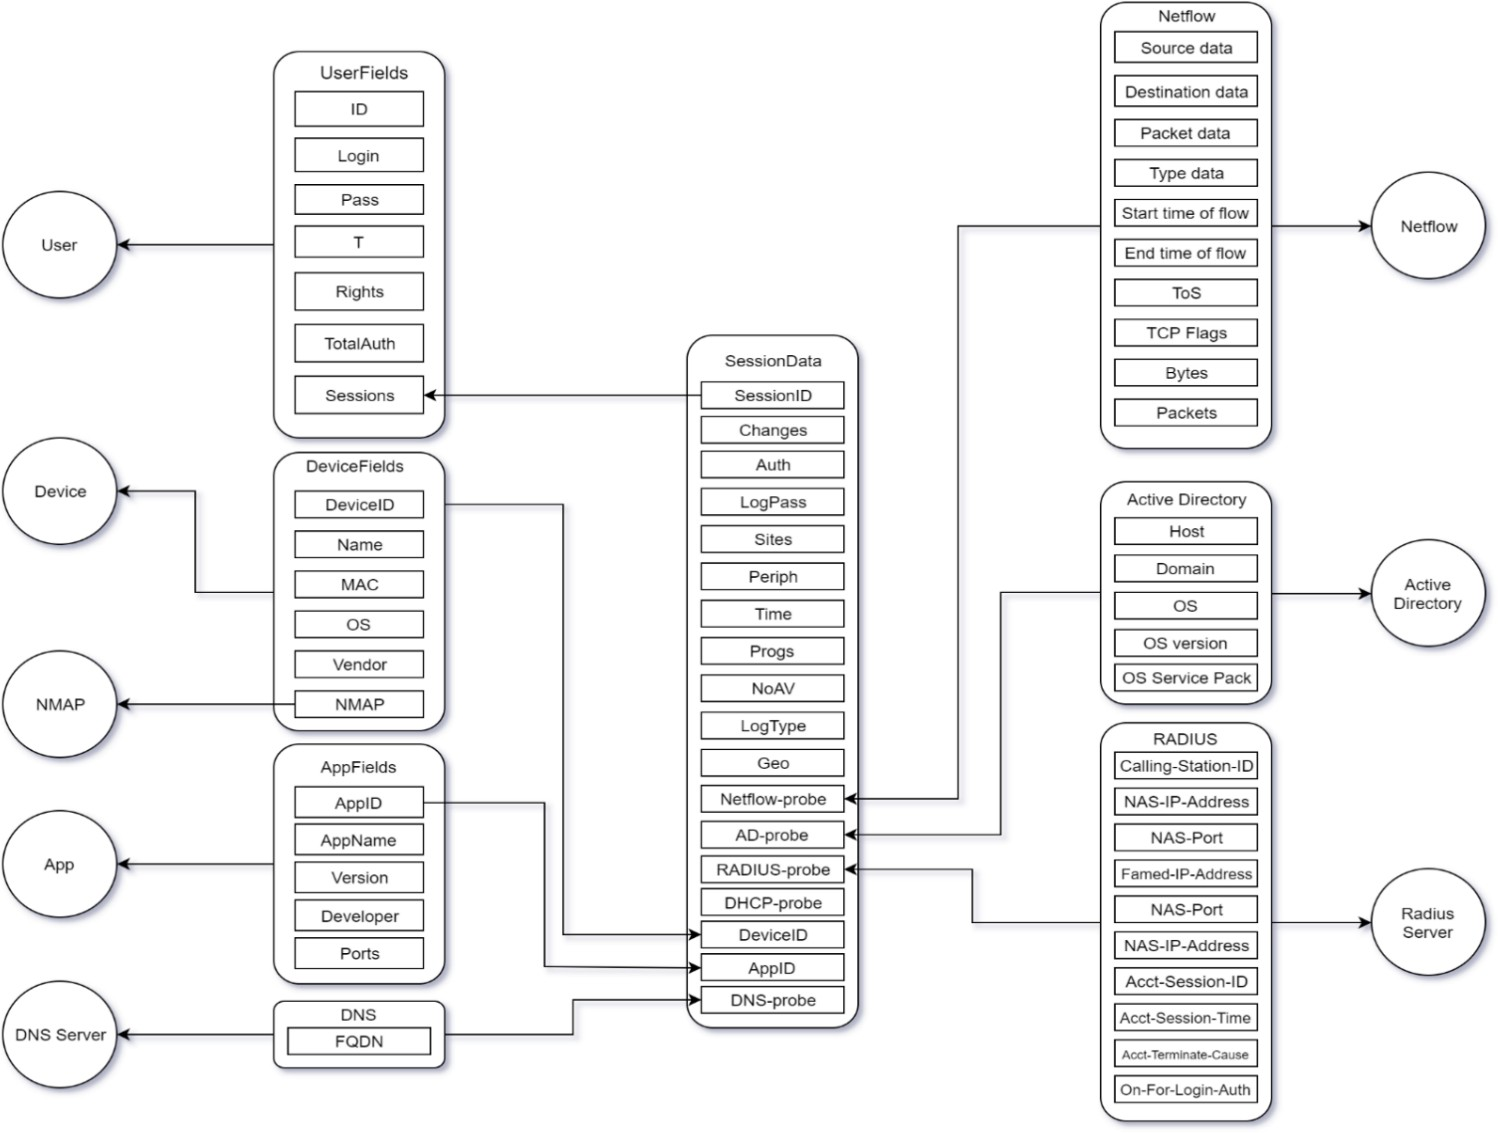 User
Device
NMAP
App
DNS Server
UserFields
ID
Login
Pass
T
Rights
TotalAuth
Sessions
DeviceFields
DeviceID
Name
MAC
OS
Vendor
NMAP
AppFields
AppID
AppName
Version
Developer
Ports
DNS
FQDN
SessionData
SessionID
Changes
Auth
LogPass
Sites
Periph
Time
Progs
NoAV
LogType
Geo
Netflow-probe
AD-probe
RADIUS-probe
DHCP-probe
DeviceID
AppID
DNS-probe
Netflow
Source data
Destination data
Packet data
Type data
Start time of flow
End time of flow
ToS
TCP Flags
Bytes
Packets
Active Directory
Host
Domain
OS
OS version
OS Service Pack
RADIUS
Calling-Station-ID
NAS-IP-Address
NAS-Port
Famed-IP-Address
NAS-Port
NAS-IP-Address
Acct-Session-ID
Acct-Session-Time
Acct-Terminate-Cause
On-For-Login-Auth
Netflow
Active
Directory
Radius
Server